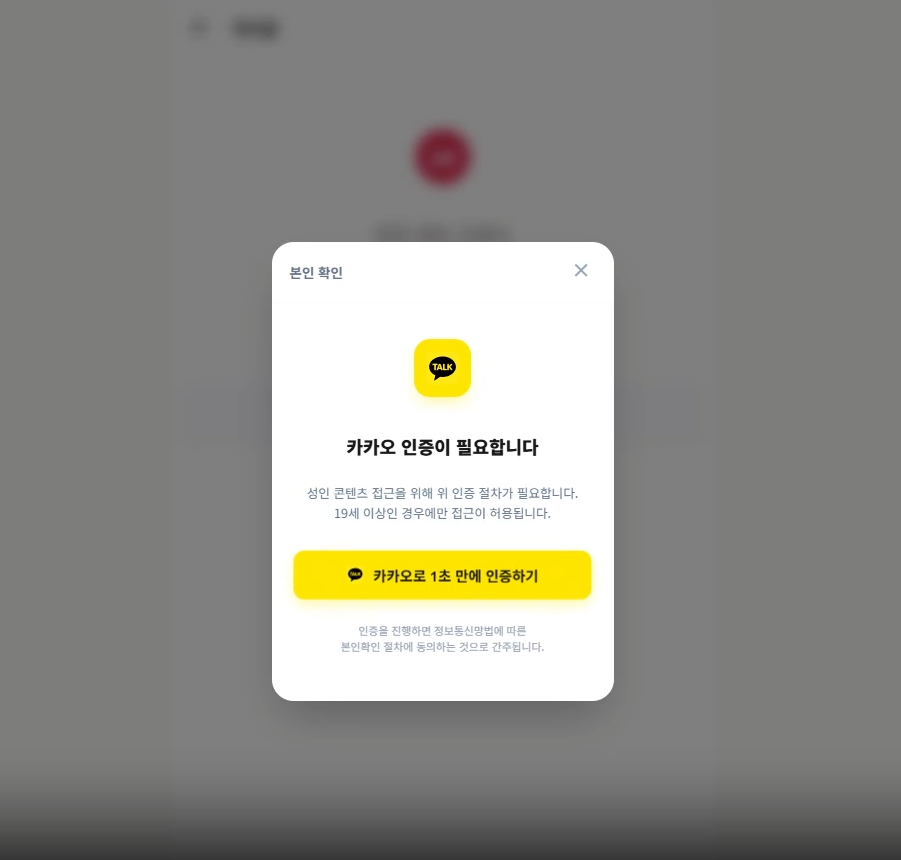 본인 확인
TALK
카카오 인증이 필요합니다
성인 콘텐츠 접근을 위해 위 인증 절차가 필요합니다.
19세 이상인 경우에만 접근이 허용됩니다.
TALK 카카오로 1초 만에 인증하기
인증을 진행하면 정보통신망법에 따른
본인확인 절차에 동의하는 것으로 간주됩니다.